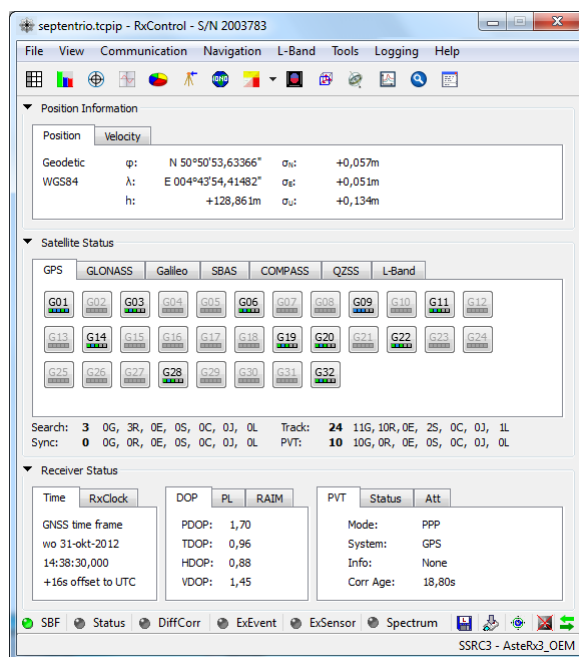 septentrio.tcpip - RxControl - S/N 2003783
File View Communication Navigation L-Band Tools Logging Help
Position Information
Position Velocity
Geodetic φ: N 50°50'53,63366" σN: +0,057m
WGS84 λ: E 004°43'54,41482" σE: +0,051m
h: +128,861m σU: +0,134m
Satellite Status
GPS GLONASS Galileo SBAS COMPASS QZSS L-Band
G01 G02 G03 G04 G05 G06 G07 G08 G09 G10 G11 G12
G13 G14 G15 G16 G17 G18 G19 G20 G21 G22 G23 G24
G25 G26 G27 G28 G29 G30 G31 G32
Search: 3 0G, 3R, 0E, 0S, 0C, 0J, 0L Track: 24 11G, 10R, 0E, 2S, 0C, 0J, 1L
Sync: 0 0G, 0R, 0E, 0S, 0C, 0J, 0L PVT: 10 10G, 0R, 0E, 0S, 0C, 0J, 0L
Receiver Status
Time RxClock DOP PL RAIM PVT Status Att
GNSS time frame PDOP: 1,70 Mode: PPP
wo 31-okt-2012 TDOP: 0,96 System: GPS
14:38:30,000 HDOP: 0,88 Info: None
+16s offset to UTC VDOP: 1,45 Corr Age: 18,80s
SBF Status DiffCorr ExEvent ExSensor Spectrum
SSRC3 - AsteRx3_OEM